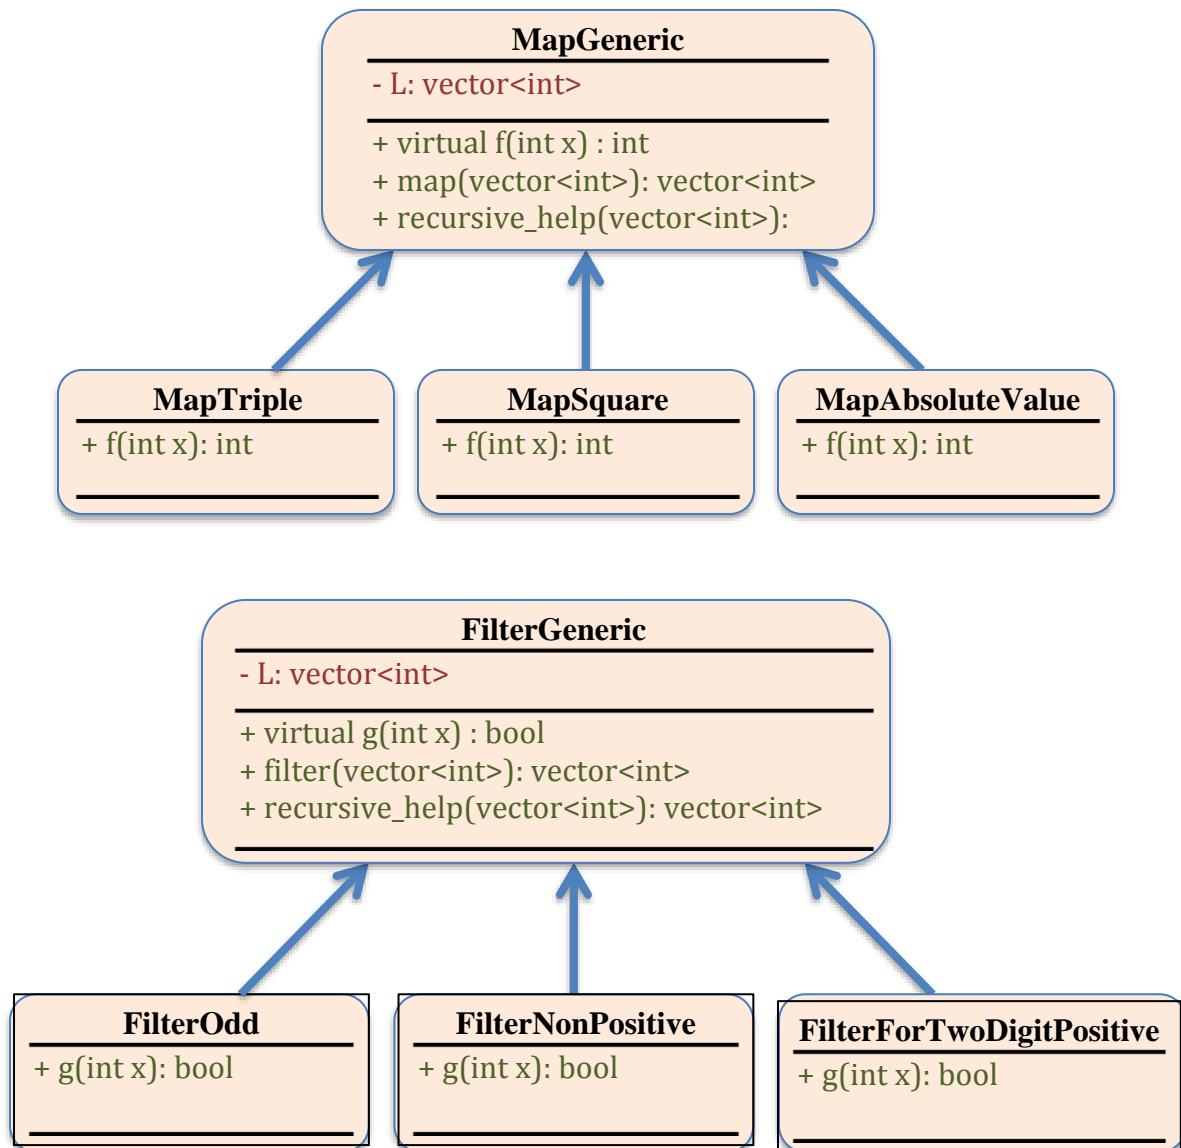 MapGeneric
- L: vector<int>
+ virtual f(int x) : int
+ map(vector<int>): vector<int>
+ recursive_help(vector<int>):
MapTriple
+ f(int x): int
MapSquare
+ f(int x): int
MapAbsoluteValue
+ f(int x): int
FilterGeneric
- L: vector<int>
+ virtual g(int x) : bool
+ filter(vector<int>): vector<int>
+ recursive_help(vector<int>): vector<int>
FilterOdd
+ g(int x): bool
FilterNonPositive
+ g(int x): bool
FilterForTwoDigitPositive
+ g(int x): bool